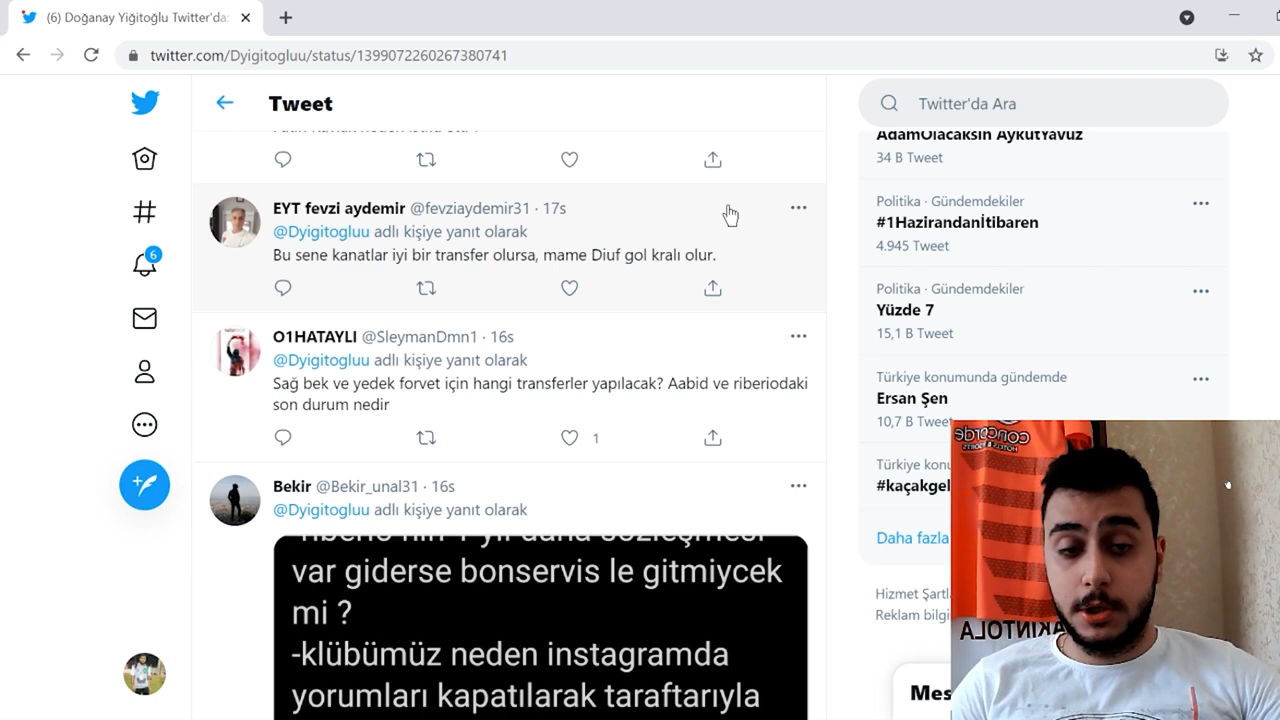 (6) Doğanay Yiğitoğlu Twitter'da:
twitter.com/Dyigitogluu/status/1399072260267380741
Tweet
Twitter'da Ara
AdamOlacaksın AykutYavuz
34 B Tweet
EYT fevzi aydemir @fevziaydemir31 · 17s
@Dyigitogluu adlı kişiye yanıt olarak
Bu sene kanatlar iyi bir transfer olursa, mame Diuf gol kralı olur.
Politika · Gündemdekiler
#1Hazirandanİtibaren
4.945 Tweet
Politika · Gündemdekiler
Yüzde 7
15,1 B Tweet
O1HATAYLI @SleymanDmn1 · 16s
@Dyigitogluu adlı kişiye yanıt olarak
Sağ bek ve yedek forvet için hangi transferler yapılacak? Aabid ve riberiodaki
son durum nedir
1
Türkiye konumunda gündemde
Ersan Şen
10,7 B Tweet
Türkiye konu
#kaçakgel
Daha fazla
Bekir @Bekir_unal31 · 16s
@Dyigitogluu adlı kişiye yanıt olarak
var giderse bonservis le gitmiycek
mi ?
-klübümüz neden instagramda
yorumları kapatılarak taraftarıyla
6
Hizmet Şartl
Reklam bilgi
Mes
concorde
AKINTOLA